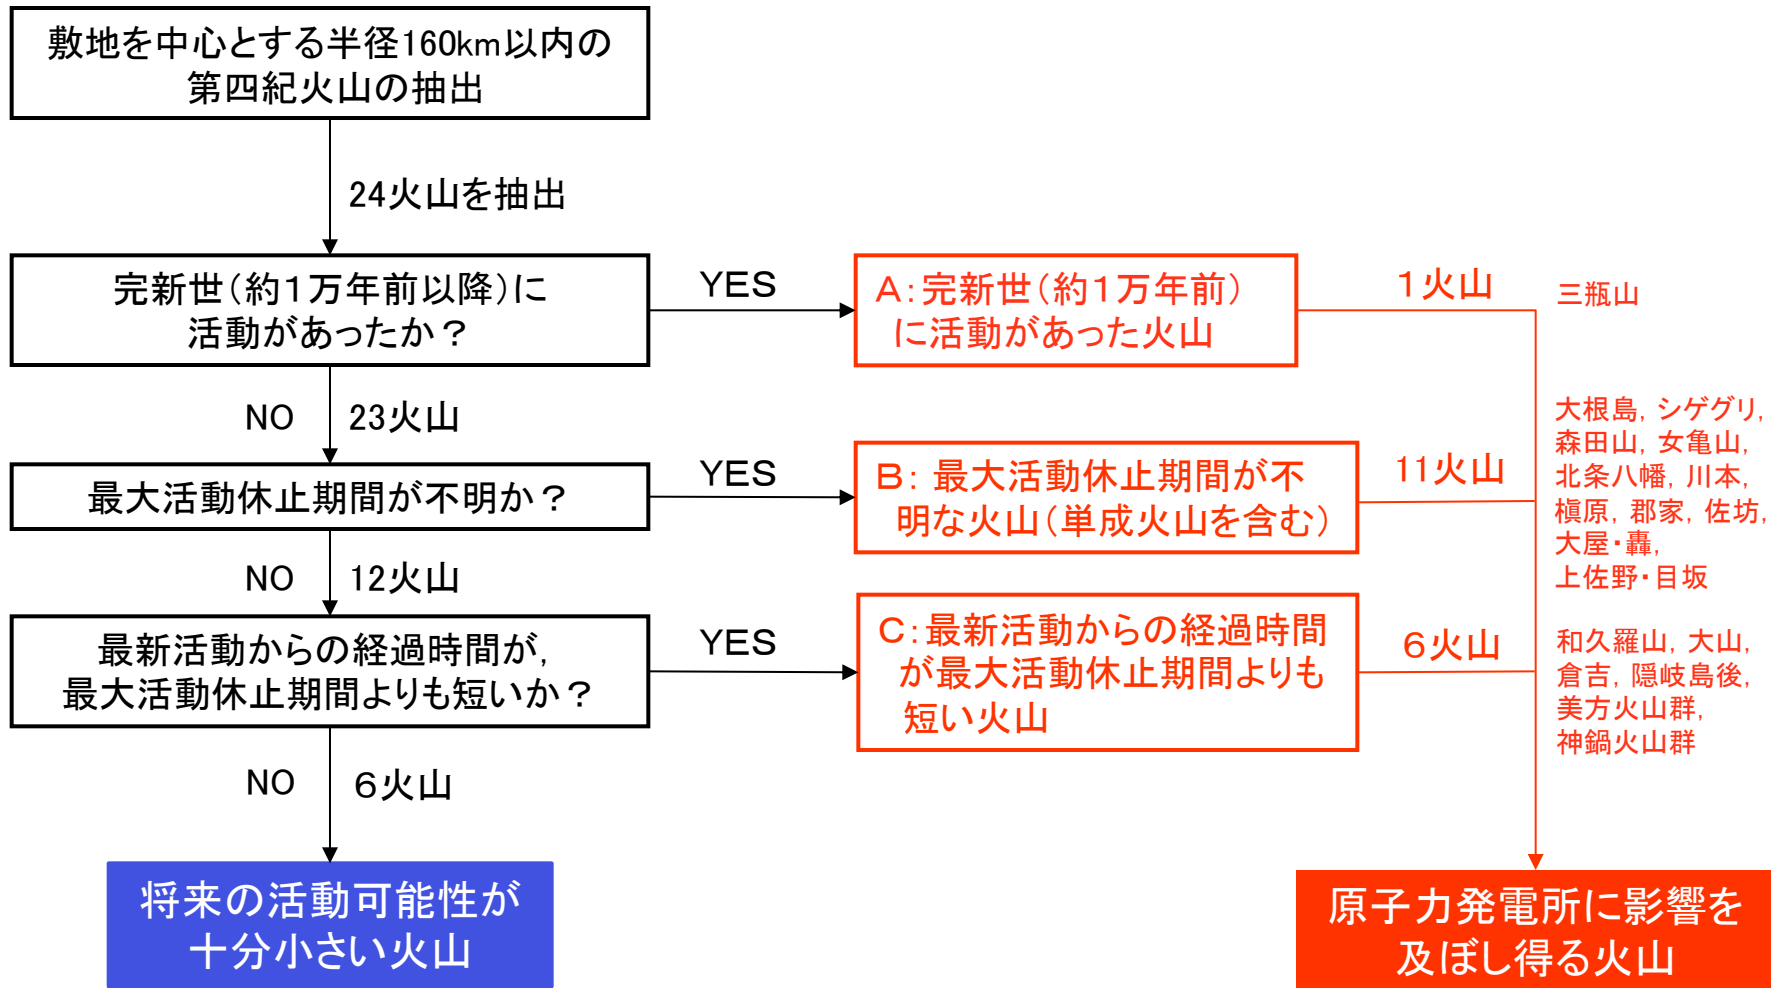 敷地を中心とする半径160km以内の
第四紀火山の抽出
24火山を抽出
完新世（約１万年前以降）に
活動があったか？
YES
Ａ：完新世（約１万年前）
に活動があった火山
１火山
三瓶山
NO
23火山
最大活動休止期間が不明か？
YES
Ｂ：最大活動休止期間が不
明な火山（単成火山を含む）
11火山
大根島，シゲグリ，
森田山，女亀山，
北条八幡，川本，
槇原，郡家，佐坊，
大屋・轟，
上佐野・目坂
NO
12火山
最新活動からの経過時間が，
最大活動休止期間よりも短いか？
YES
Ｃ：最新活動からの経過時間
が最大活動休止期間よりも
短い火山
６火山
和久羅山，大山，
倉吉，隠岐島後，
美方火山群，
神鍋火山群
NO
６火山
将来の活動可能性が
十分小さい火山
原子力発電所に影響を
及ぼし得る火山